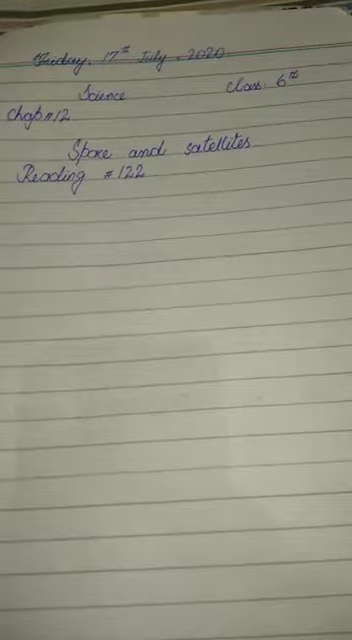 Friday, 17th July, 2020
Science Class: 6th
Chap#12
Space and satellites
Reading #122